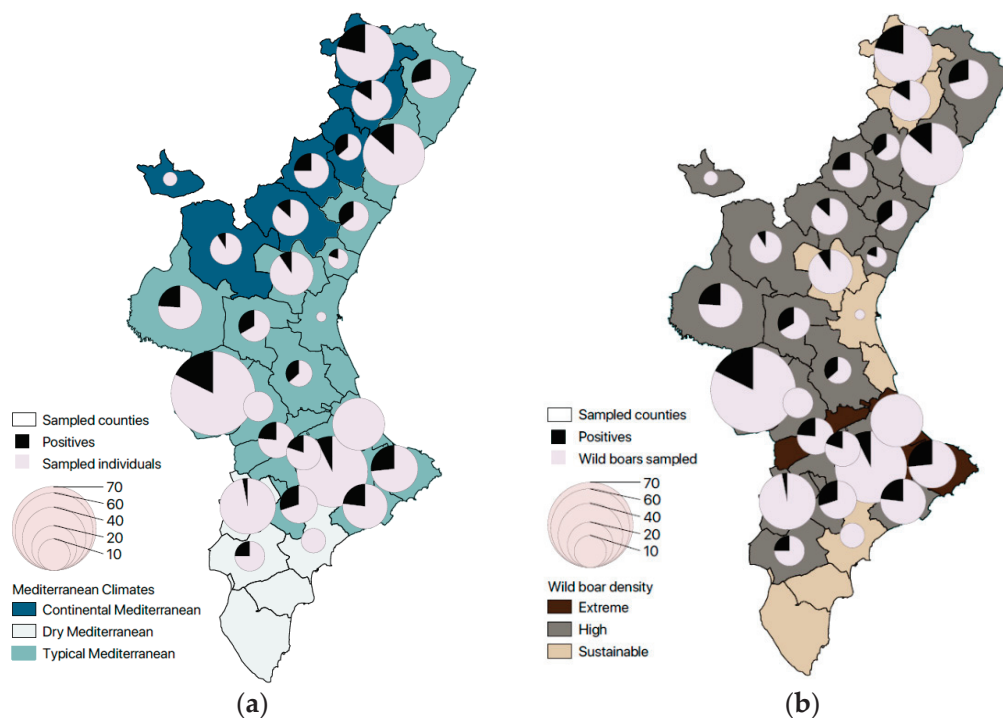 Sampled counties
Positives
Sampled individuals
70
60
40
20
10
Mediterranean Climates
Continental Mediterranean
Dry Mediterranean
Typical Mediterranean
(a)
Sampled counties
Positives
Wild boars sampled
70
60
40
20
10
Wild boar density
Extreme
High
Sustainable
(b)